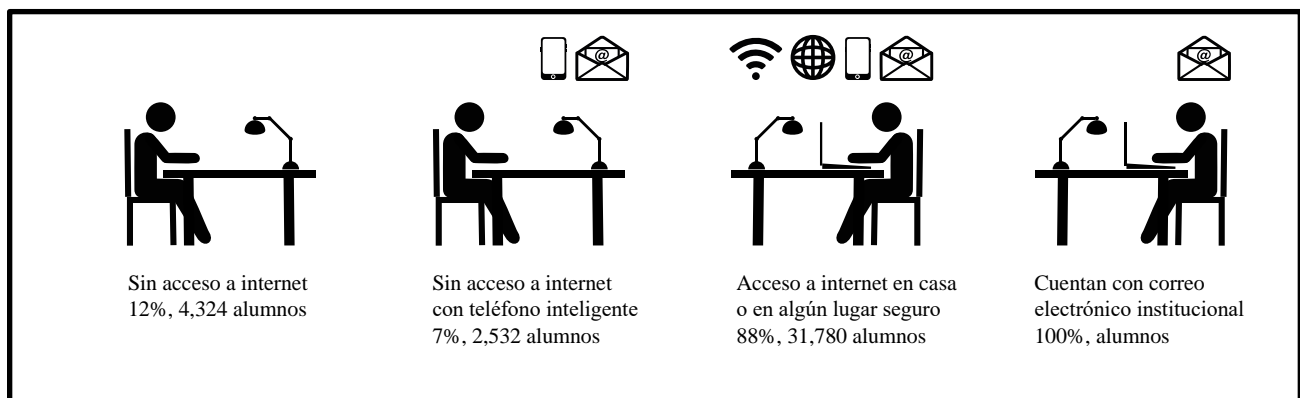 @
@
@
Sin acceso a internet
12%, 4,324 alumnos
Sin acceso a internet
con teléfono inteligente
7%, 2,532 alumnos
Acceso a internet en casa
o en algún lugar seguro
88%, 31,780 alumnos
Cuentan con correo
electrónico institucional
100%, alumnos